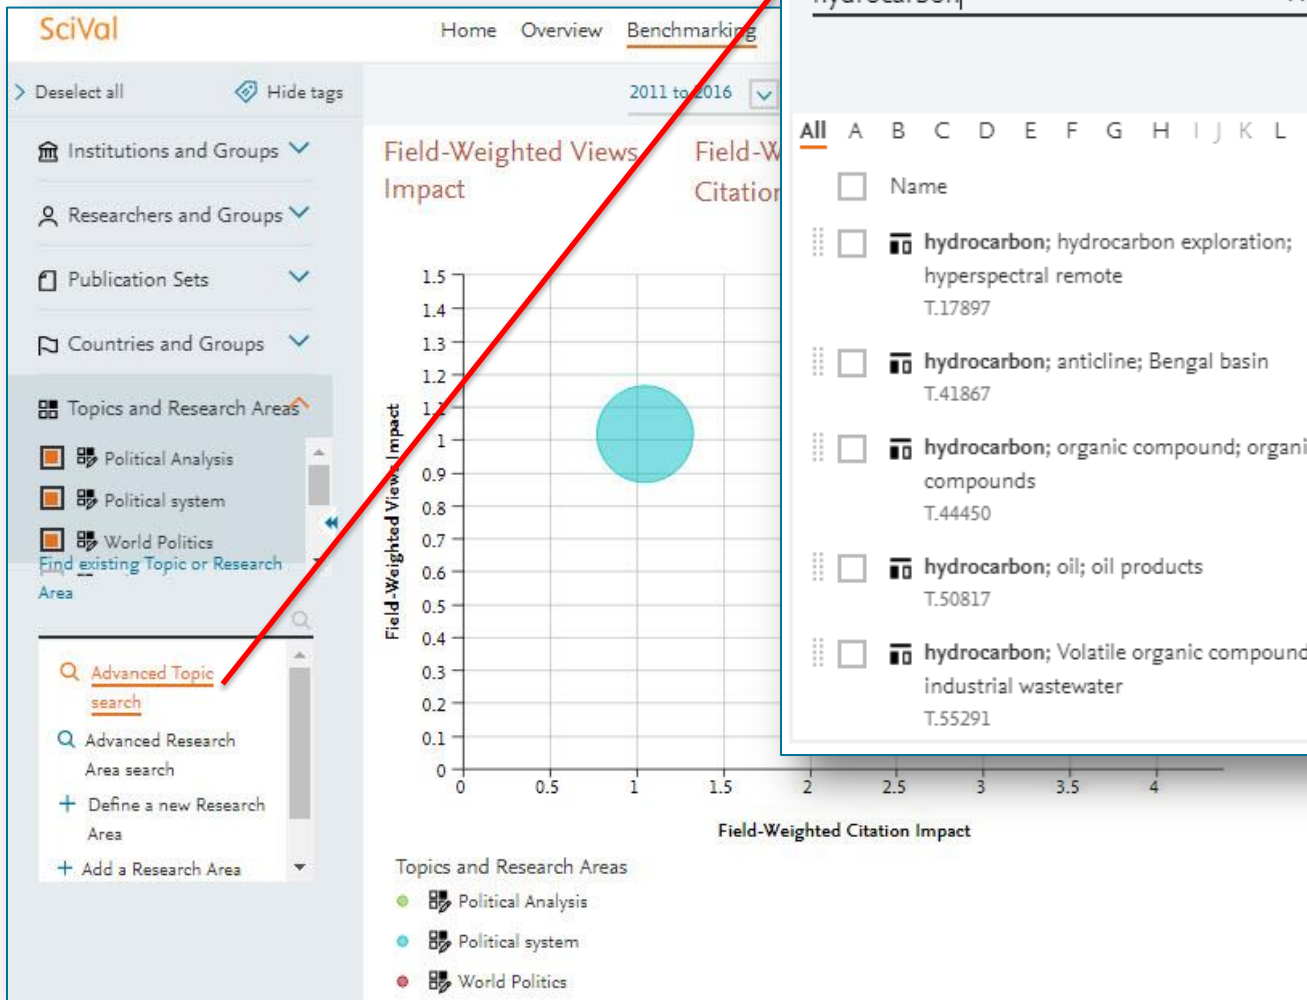 SciVal
Home Overview Benchmarking
Deselect all
Hide tags
2011 to 2016
Institutions and Groups
Researchers and Groups
Publication Sets
Countries and Groups
Topics and Research Areas
Political Analysis
Political system
World Politics
Find existing Topic or Research
Area
Advanced Topic
search
Advanced Research
Area search
Define a new Research
Area
Add a Research Area
Field-Weighted Views
Impact
Field-W
Citation
Field-Weighted Views Impact
1.5
1.4
1.3
1.2
1.1
1
0.9
0.8
0.7
0.6
0.5
0.4
0.3
0.2
0.1
0
0 0.5 1 1.5 2 2.5 3 3.5 4
Field-Weighted Citation Impact
Topics and Research Areas
Political Analysis
Political system
World Politics
hydrocarbon
All A B C D E F G H I J K L
Name
hydrocarbon; hydrocarbon exploration;
hyperspectral remote
T.17897
hydrocarbon; anticline; Bengal basin
T.41867
hydrocarbon; organic compound; organi
compounds
T.44450
hydrocarbon; oil; oil products
T.50817
hydrocarbon; Volatile organic compound
industrial wastewater
T.55291